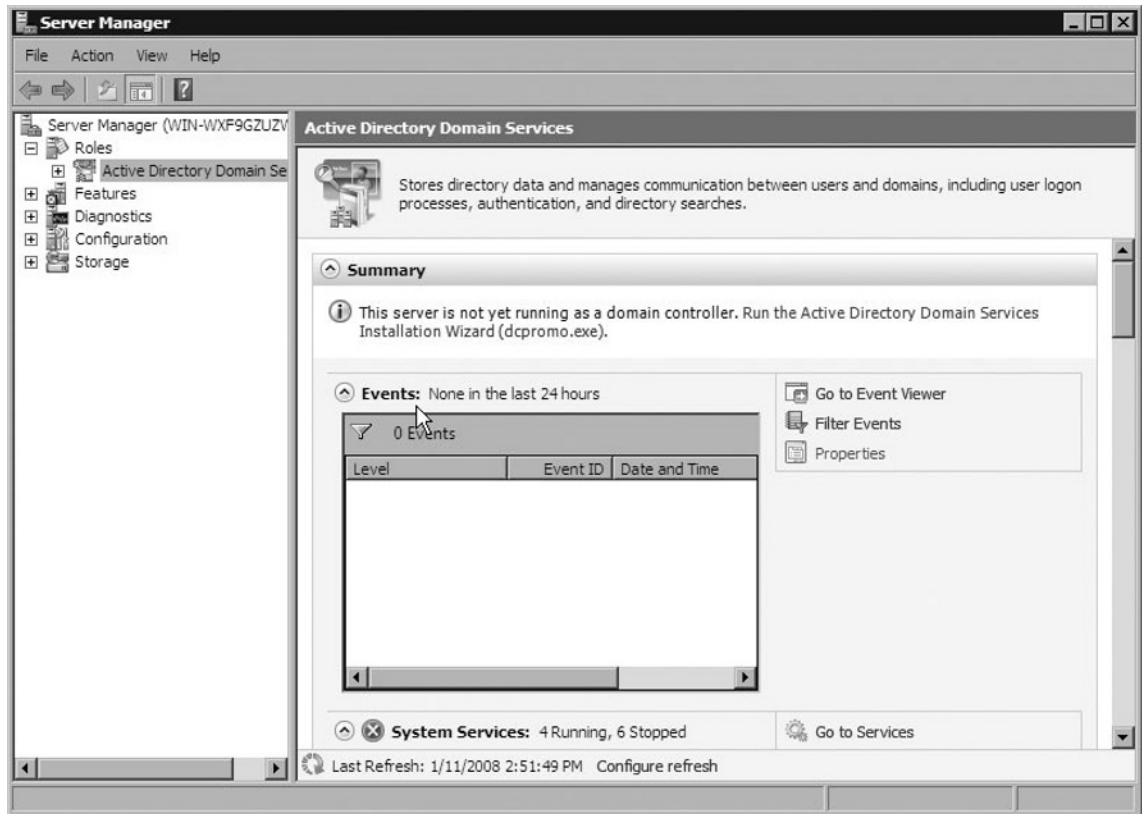 Server Manager
File Action View Help
Server Manager (WIN-WXF9GZUZV
Roles
Active Directory Domain Se
Features
Diagnostics
Configuration
Storage
Active Directory Domain Services
Stores directory data and manages communication between users and domains, including user logon
processes, authentication, and directory searches.
Summary
This server is not yet running as a domain controller. Run the Active Directory Domain Services
Installation Wizard (dcpromo.exe).
Events: None in the last 24 hours
0 Events
Level Event ID Date and Time
Go to Event Viewer
Filter Events
Properties
System Services: 4 Running, 6 Stopped
Go to Services
Last Refresh: 1/11/2008 2:51:49 PM Configure refresh